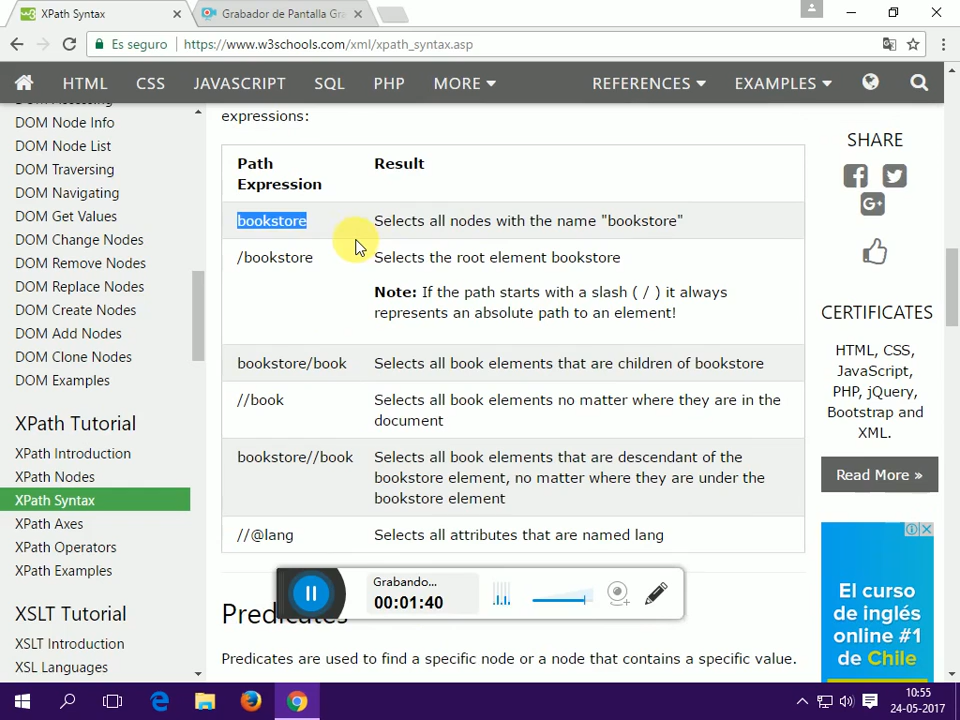 XPath Syntax
Grabador de Pantalla Gra
Es seguro | https://www.w3schools.com/xml/xpath_syntax.asp
HTML CSS JAVASCRIPT SQL PHP MORE REFERENCES EXAMPLES
DOM Node Info
DOM Node List
DOM Traversing
DOM Navigating
DOM Get Values
DOM Change Nodes
DOM Remove Nodes
DOM Replace Nodes
DOM Create Nodes
DOM Add Nodes
DOM Clone Nodes
DOM Examples
XPath Tutorial
XPath Introduction
XPath Nodes
XPath Syntax
XPath Axes
XPath Operators
XPath Examples
XSLT Tutorial
XSLT Introduction
XSL Languages
expressions:
Path Result
Expression
bookstore Selects all nodes with the name "bookstore"
/bookstore Selects the root element bookstore
Note: If the path starts with a slash ( / ) it always
represents an absolute path to an element!
bookstore/book Selects all book elements that are children of bookstore
//book Selects all book elements no matter where they are in the
document
bookstore//book Selects all book elements that are descendant of the
bookstore element, no matter where they are under the
bookstore element
//@lang Selects all attributes that are named lang
Grabando...
00:01:40
Predicates
Predicates are used to find a specific node or a node that contains a specific value.
SHARE
CERTIFICATES
HTML, CSS,
JavaScript,
PHP, jQuery,
Bootstrap and
XML.
Read More »
El curso
de inglés
online #1
de Chile
10:55
24-05-2017